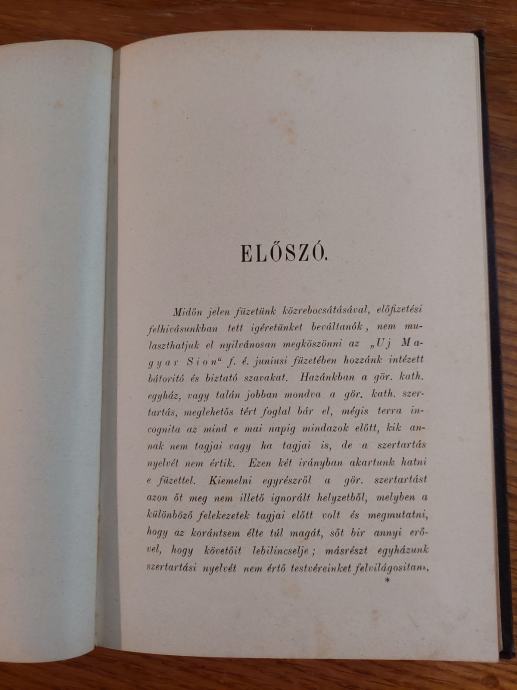 ELŐSZÓ.
Midőn jelen füzetünk közrebocsátásával, előfizetési
felhivásunkban tett igéretünket beváltanók, nem mu-
laszthatjuk el nyilvánosan megköszönni az „Uj Ma-
gyar Sion“ f. é. juniusi füzetében hozzánk intézett
bátoritó és biztató szavakat. Hazánkban a gör. kath.
egyház, vagy talán jobban mondva a gör. kath. szer-
tartás, meglehetős tért foglal bár el, mégis terra in-
cognita az mind e mai napig mindazok előtt, kik an-
nak nem tagjai vagy ha tagjai is, de a szertartás
nyelvét nem értik. Ezen két irányban akartunk hatni
e füzettel. Kiemelni egyrészről a gör. szertartást
azon őt meg nem illető ignorált helyzetből, melyben a
különböző felekezetek tagjai előtt volt és megmutatni,
hogy az korántsem élte túl magát, sőt bir annyi erő-
vel, hogy követőit lebilincselje; másrészt egyházunk
szertartási nyelvét nem értő testvéreinket felvilágositani,
*